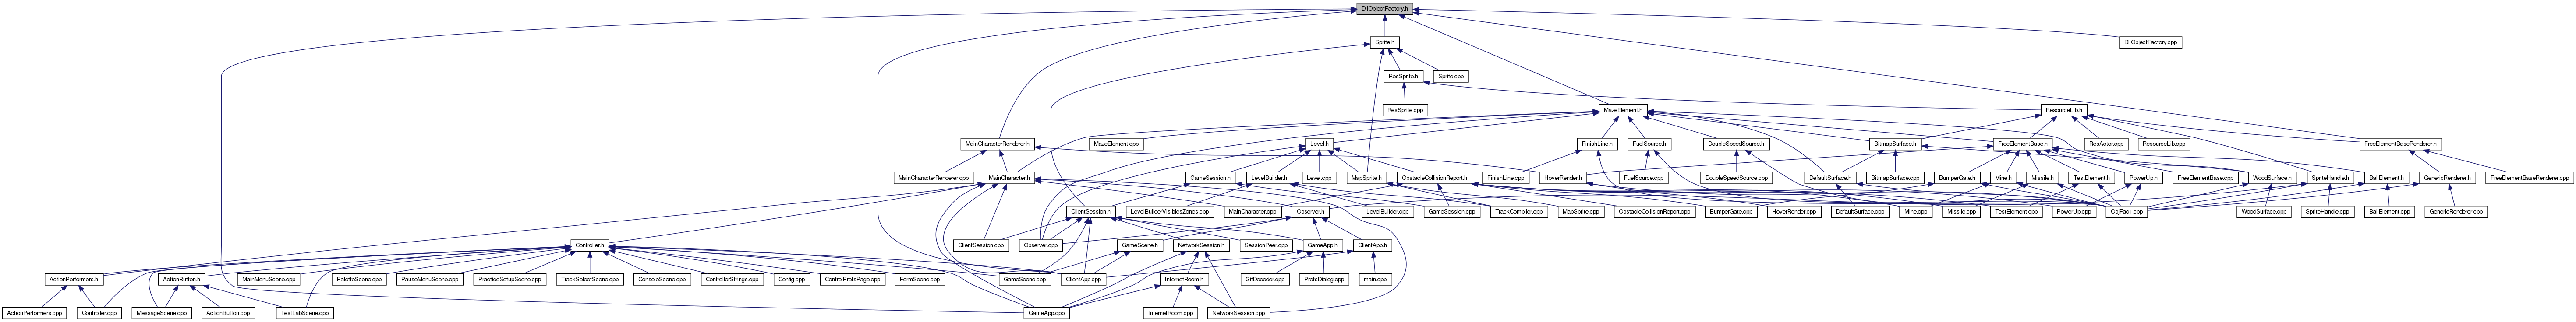 DllObjectFactory.h
Sprite.h
DllObjectFactory.cpp
ResSprite.h
Sprite.cpp
ResSprite.cpp
MazeElement.h
ResourceLib.h
MainCharacterRenderer.h
MazeElement.cpp
Level.h
FinishLine.h
FuelSource.h
DoubleSpeedSource.h
BitmapSurface.h
FreeElementBase.h
ResActor.cpp
ResourceLib.cpp
FreeElementBaseRenderer.h
MainCharacterRenderer.cpp
MainCharacter.h
GameSession.h
LevelBuilder.h
Level.cpp
MapSprite.h
ObstacleCollisionReport.h
FinishLine.cpp
HoverRender.h
FuelSource.cpp
DoubleSpeedSource.cpp
DefaultSurface.h
BitmapSurface.cpp
BumperGate.h
Mine.h
Missile.h
TestElement.h
PowerUp.h
FreeElementBase.cpp
WoodSurface.h
SpriteHandle.h
BallElement.h
GenericRenderer.h
FreeElementBaseRenderer.cpp
ClientSession.h
LevelBuilderVisiblesZones.cpp
MainCharacter.cpp
Observer.h
LevelBuilder.cpp
GameSession.cpp
TrackCompiler.cpp
MapSprite.cpp
ObstacleCollisionReport.cpp
BumperGate.cpp
HoverRender.cpp
DefaultSurface.cpp
Mine.cpp
Missile.cpp
TestElement.cpp
PowerUp.cpp
ObjFac1.cpp
WoodSurface.cpp
SpriteHandle.cpp
BallElement.cpp
GenericRenderer.cpp
Controller.h
ClientSession.cpp
Observer.cpp
GameScene.h
NetworkSession.h
SessionPeer.cpp
GameApp.h
ClientApp.h
ActionPerformers.h
ActionButton.h
MainMenuScene.cpp
PaletteScene.cpp
PauseMenuScene.cpp
PracticeSetupScene.cpp
TrackSelectScene.cpp
ConsoleScene.cpp
ControllerStrings.cpp
Config.cpp
ControlPrefsPage.cpp
FormScene.cpp
GameScene.cpp
ClientApp.cpp
InternetRoom.h
GifDecoder.cpp
PrefsDialog.cpp
main.cpp
ActionPerformers.cpp
Controller.cpp
MessageScene.cpp
ActionButton.cpp
TestLabScene.cpp
GameApp.cpp
InternetRoom.cpp
NetworkSession.cpp